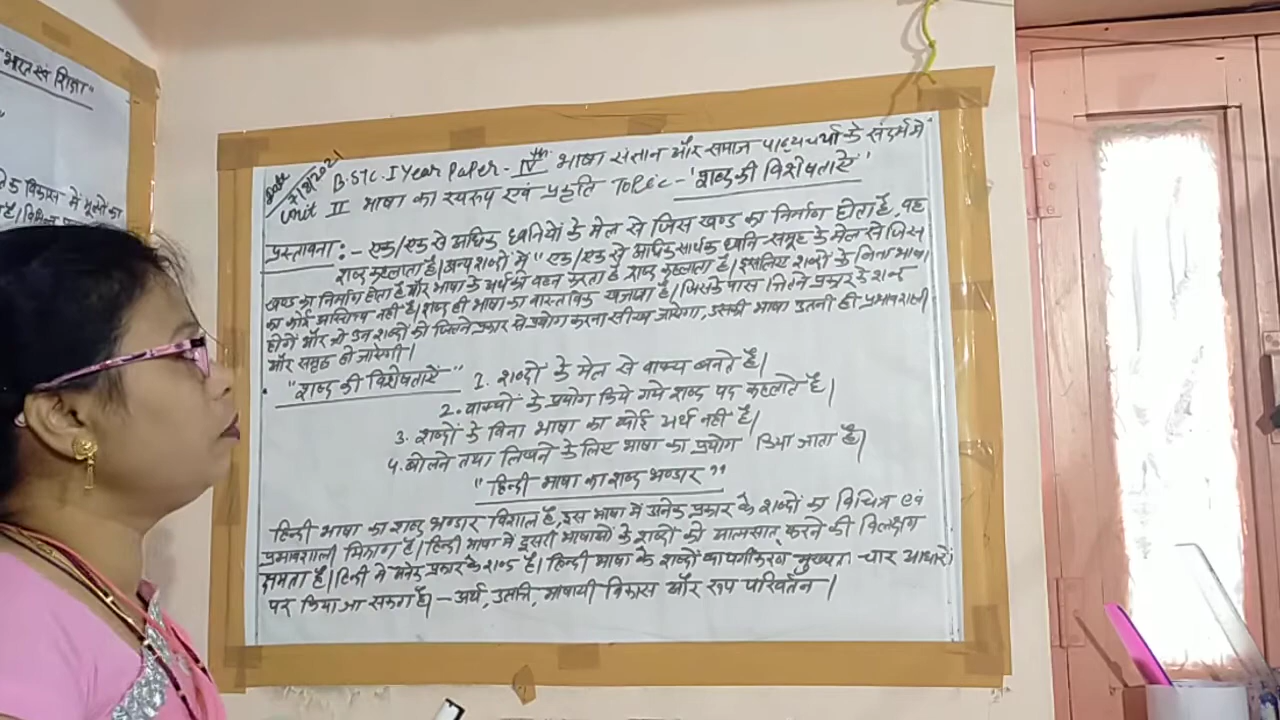 भारत एवं शिक्षा"
के विकास में मूल्यों का
Date
B.STC. I Year Paper - IVth भाषा संज्ञान और समाज पाठ्यचर्या के संदर्भ में
Unit II भाषा का स्वरुप एवं प्रकृति Topic - "शब्द की विशेषताऐं"
प्रस्तावना :- एक/एक से अधिक ध्वनियों के मेल से जिस खण्ड का निर्माण होता है, वह
शब्द कहलाता है। अन्य शब्दों में " एक/एक से अधिक सार्थक ध्वनि-समूह के मेल से जिस
खण्ड का निर्माण होता है और भाषा के अर्थ को वहन करता है शब्द कहलाता है। इसलिए शब्दों के बिना भाषा
का कोई अस्तित्व नहीं है। शब्द ही भाषा का वास्तविक खजाना है। जिसके पास जितने प्रकार के शब्द
होंगे और जो उन शब्दों को जितने प्रकार से प्रयोग करना सीख जायेगा, उसकी भाषा उतनी ही प्रभावशाली
और समृद्ध हो जायेगी।
"शब्द की विशेषताऐं" 1. शब्दों के मेल से वाक्य बनते है।
2. वाक्यों के प्रयोग किये गये शब्द पद कहलाते है।
3. शब्दों के विना भाषा का कोई अर्थ नहीं है।
4. बोलने तथा लिखने के लिए भाषा का प्रयोग किया जाता है।
" हिन्दी भाषा का शब्द भण्डार "
हिन्दी भाषा का शब्द भण्डार विशाल है, इस भाषा में अनेक प्रकार के शब्दों का विचित्र एवं
प्रभावशाली मिश्रण है। हिन्दी भाषा में दूसरी भाषाओं के शब्दों को आत्मसात् करने की विलक्षण
क्षमता है। हिन्दी में अनेक प्रकार के शब्द है। हिन्दी भाषा के शब्दों का वर्गीकरण मुख्यता चार आधारों
पर किया जा सकता है। - अर्थ, उत्पत्ति, भाषायी विकास और रूप परिवर्तन।